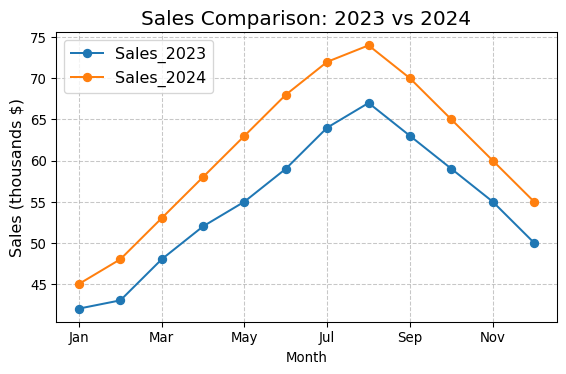 Sales Comparison: 2023 vs 2024
Sales_2023
Sales_2024
Sales (thousands $)
75
70
65
60
55
50
45
Jan Mar May Jul Sep Nov
Month